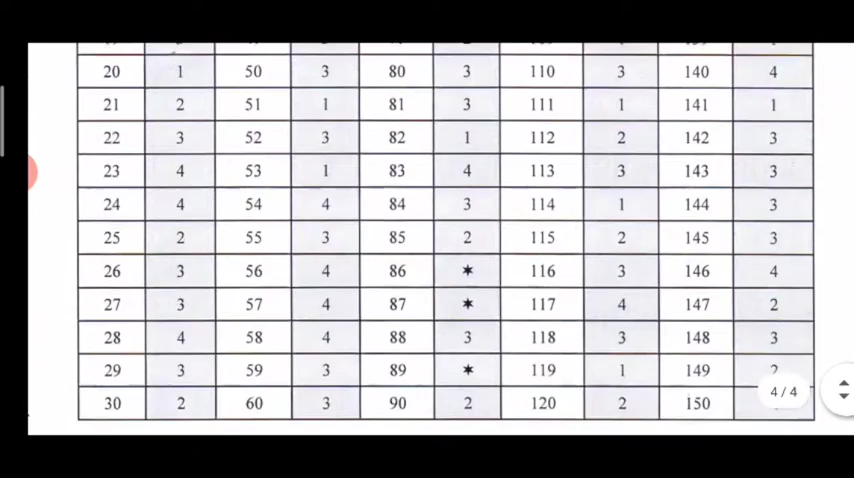 20 1 50 3 80 3 110 3 140 4
21 2 51 1 81 3 111 1 141 1
22 3 52 3 82 1 112 2 142 3
23 4 53 1 83 4 113 3 143 3
24 4 54 4 84 3 114 1 144 3
25 2 55 3 85 2 115 2 145 3
26 3 56 4 86 ✶ 116 3 146 4
27 3 57 4 87 ✶ 117 4 147 2
28 4 58 4 88 3 118 3 148 3
29 3 59 3 89 ✶ 119 1 149 2
30 2 60 3 90 2 120 2 150
4 / 4